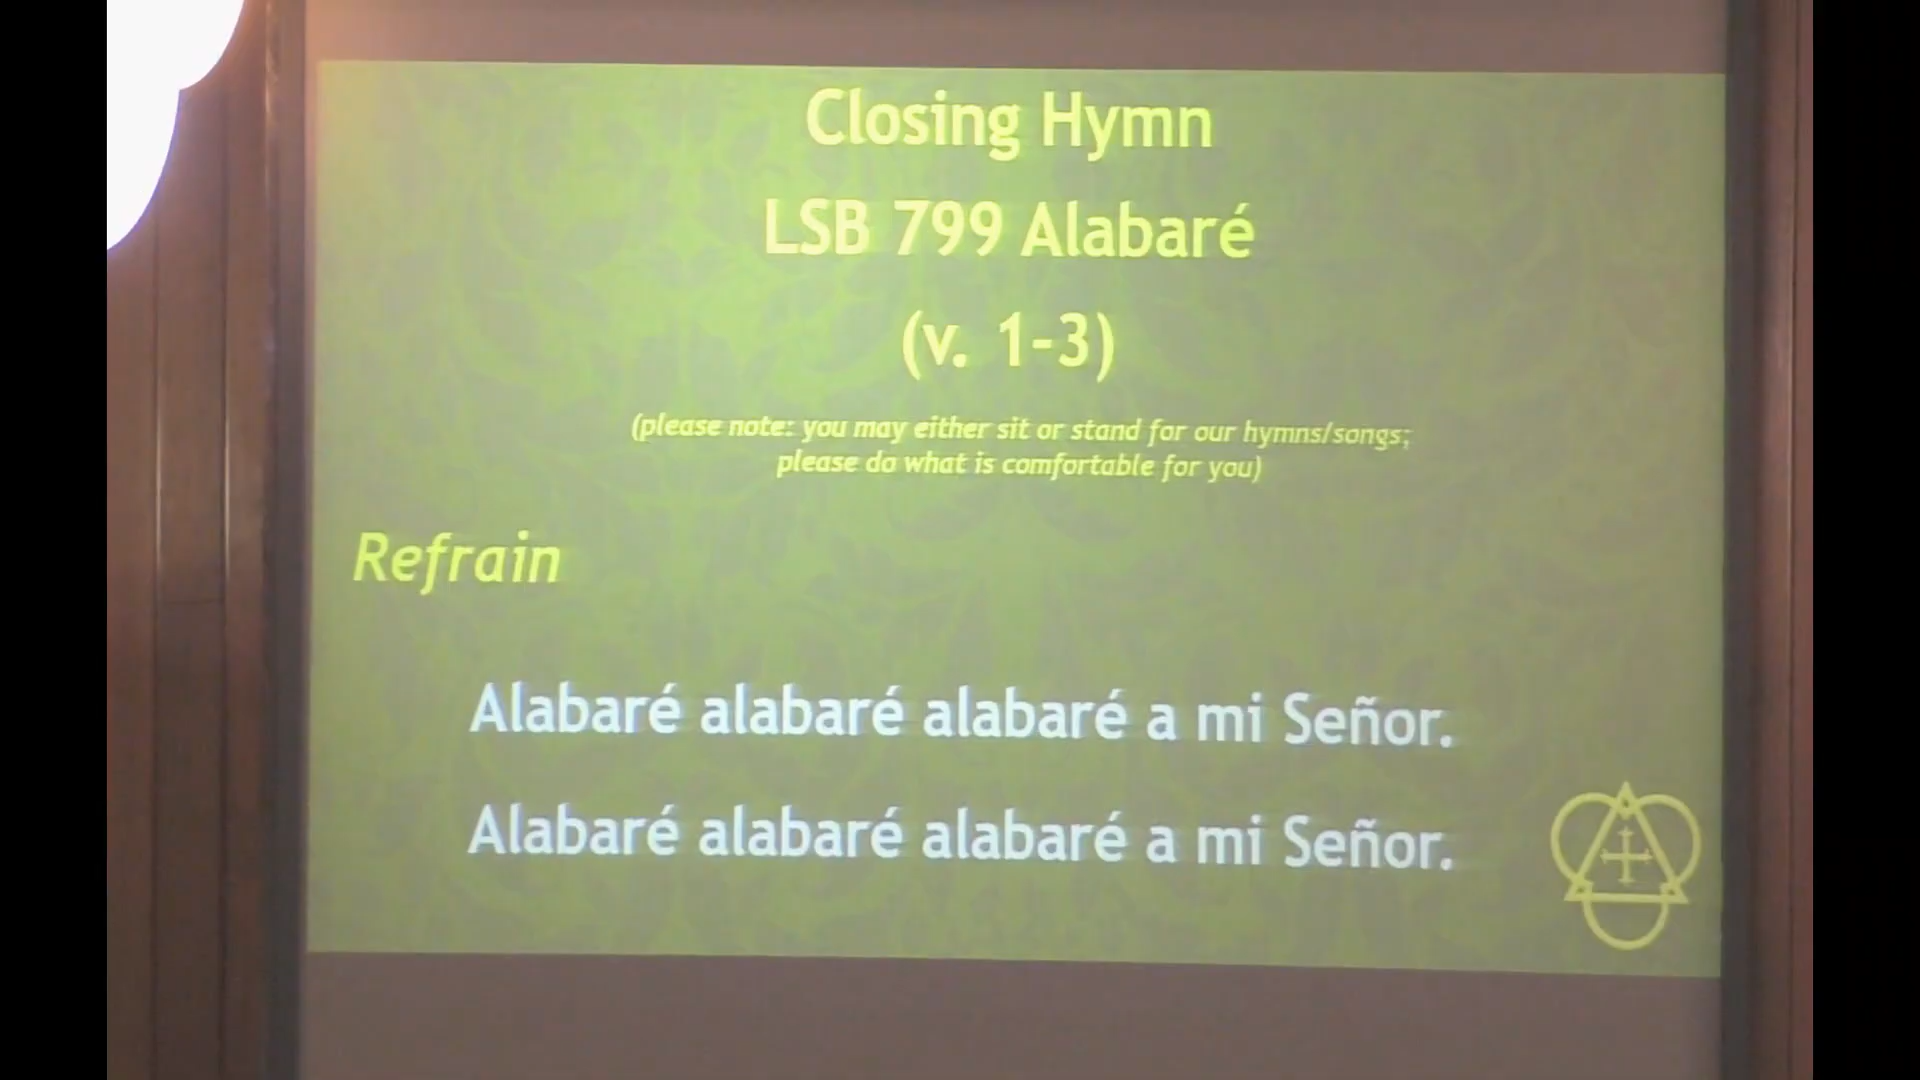 Closing Hymn
LSB 799 Alabaré
(v. 1-3)
(please note: you may either sit or stand for our hymns/songs;
please do what is comfortable for you)
Refrain
Alabaré alabaré alabaré a mi Señor.
Alabaré alabaré alabaré a mi Señor.